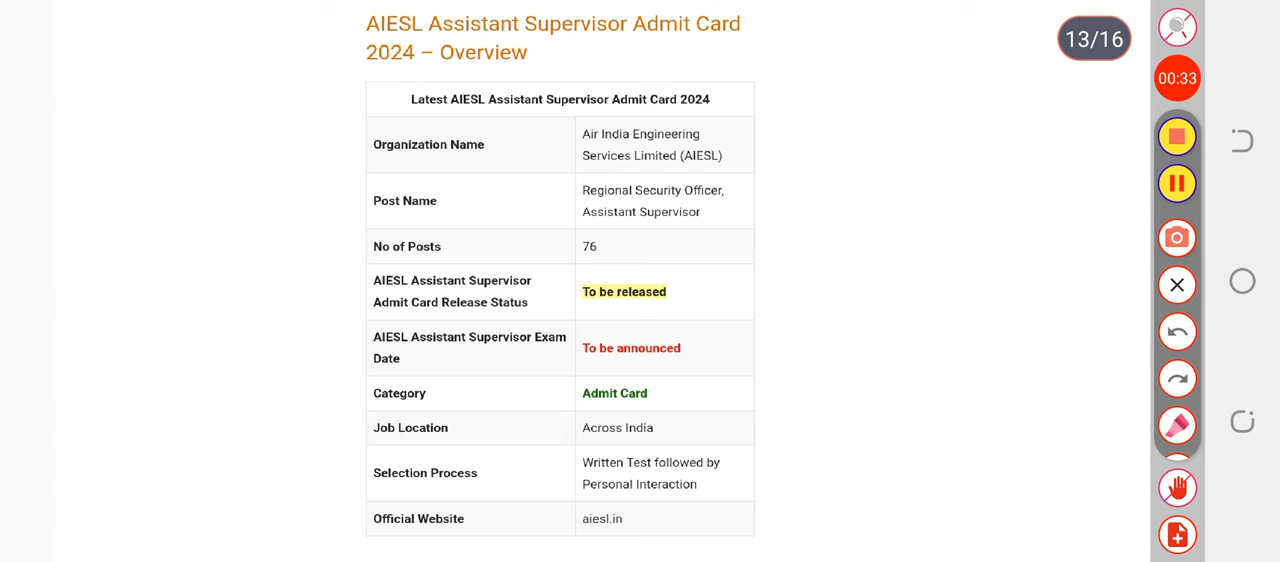 AIESL Assistant Supervisor Admit Card
2024 – Overview
13/16
00:33
Latest AIESL Assistant Supervisor Admit Card 2024
Organization Name
Air India Engineering
Services Limited (AIESL)
Post Name
Regional Security Officer,
Assistant Supervisor
No of Posts
76
AIESL Assistant Supervisor
Admit Card Release Status
To be released
AIESL Assistant Supervisor Exam
Date
To be announced
Category
Admit Card
Job Location
Across India
Selection Process
Written Test followed by
Personal Interaction
Official Website
aiesl.in